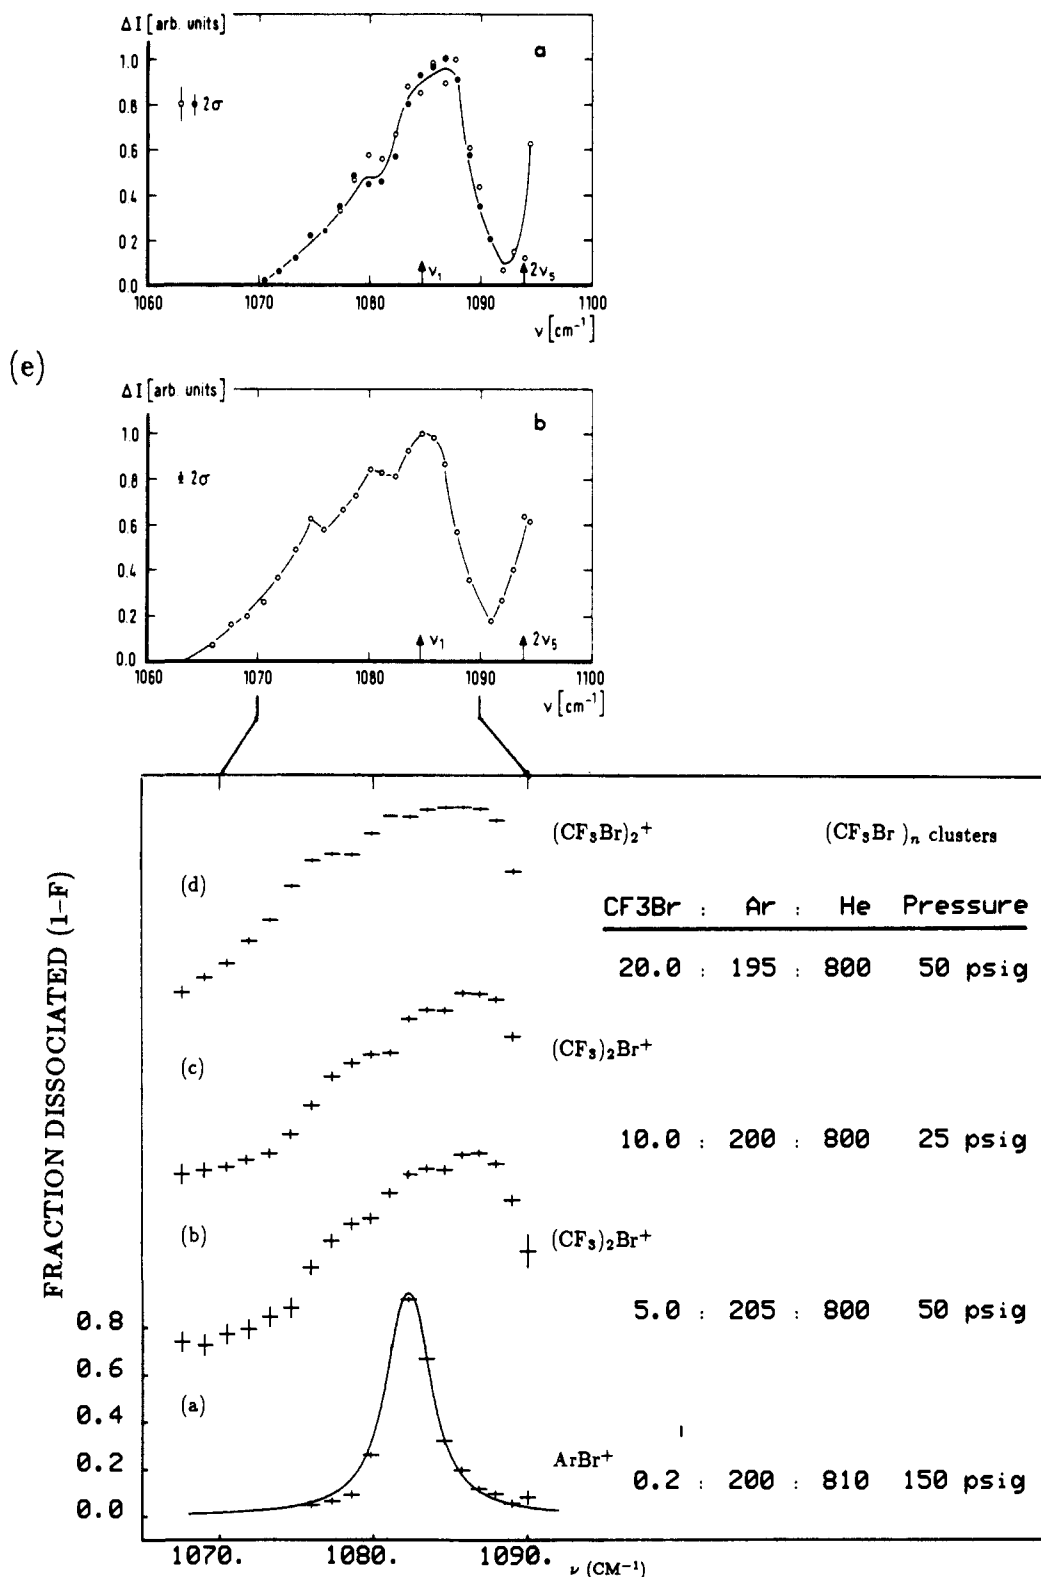 Δ I [arb. units]
a
1.0
0.8
0.6
0.4
0.2
0.0
2σ
ν₁
2ν₅
1060 1070 1080 1090 1100
ν [cm⁻¹]
(e)
Δ I [arb. units]
b
1.0
0.8
0.6
0.4
0.2
0.0
2σ
ν₁
2ν₅
1060 1070 1080 1090 1100
ν [cm⁻¹]
FRACTION DISSOCIATED (1–F)
(d)
(CF₃Br)₂⁺
(CF₃Br)ₙ clusters
CF3Br : Ar : He Pressure
20.0 : 195 : 800 50 psig
(c)
(CF₃)₂Br⁺
10.0 : 200 : 800 25 psig
(b)
(CF₃)₂Br⁺
5.0 : 205 : 800 50 psig
0.8
0.6
0.4
0.2
0.0
(a)
ArBr⁺
0.2 : 200 : 810 150 psig
1070. 1080. 1090.
ν (CM⁻¹)